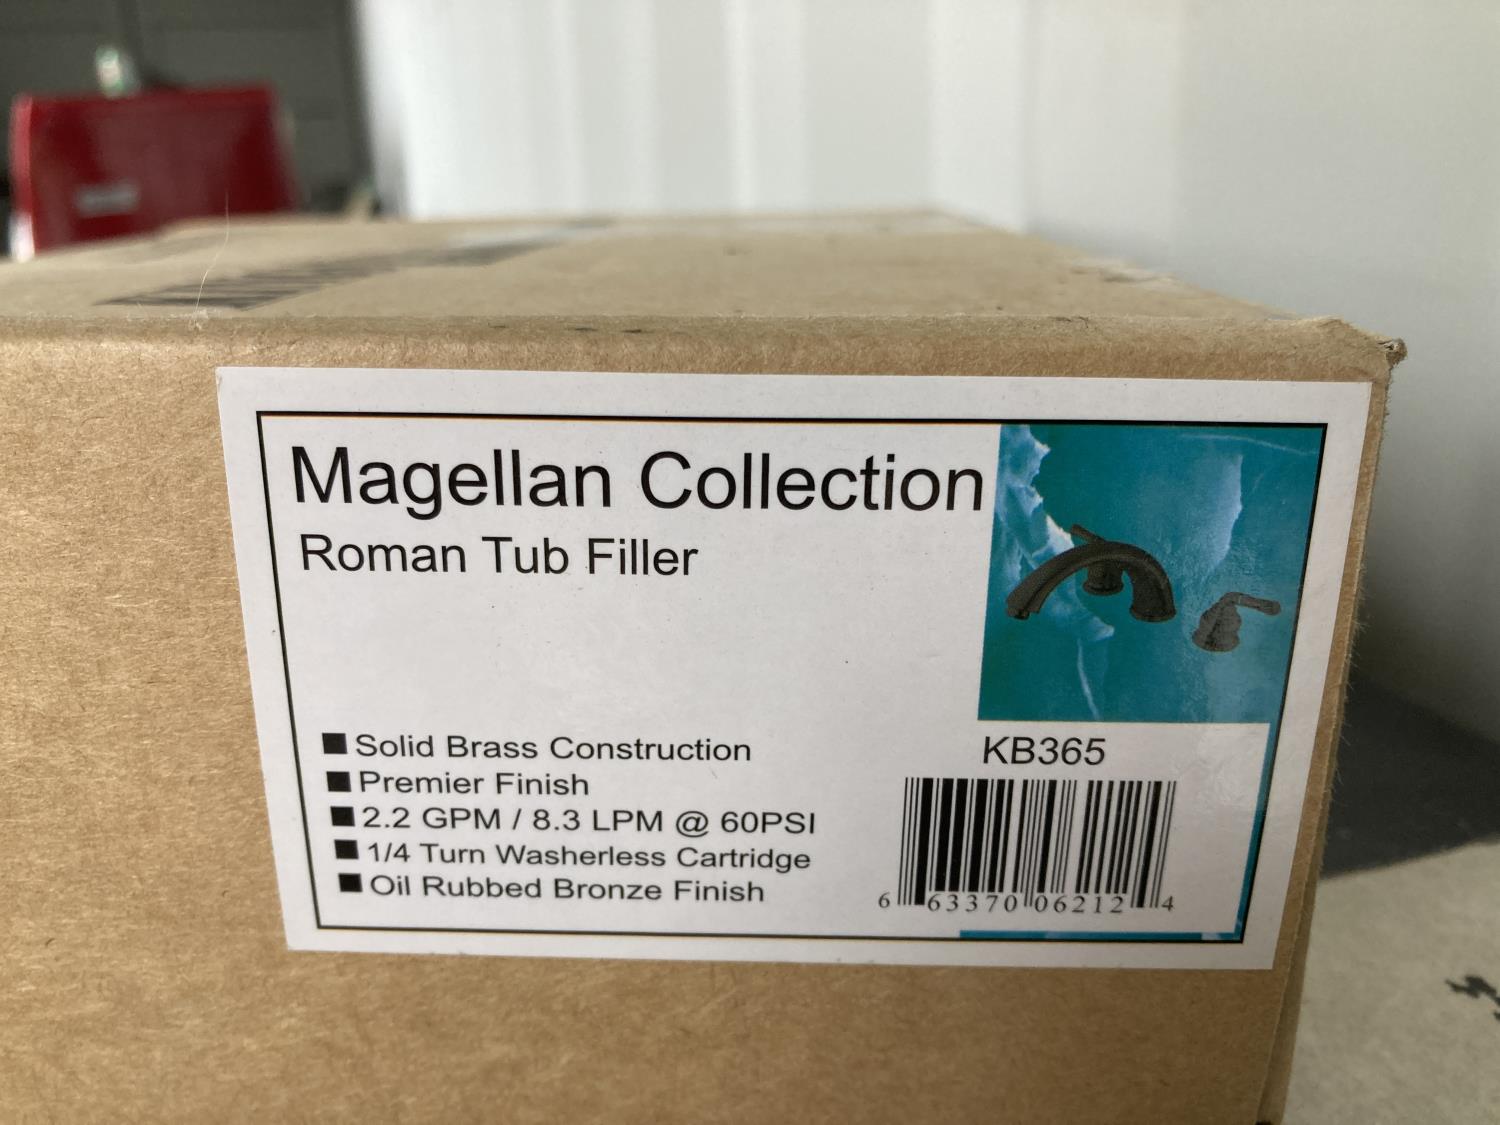 Magellan Collection
Roman Tub Filler
■ Solid Brass Construction
■ Premier Finish
■ 2.2 GPM / 8.3 LPM @ 60PSI
■ 1/4 Turn Washerless Cartridge
■ Oil Rubbed Bronze Finish
KB365
6 63370 06212 4